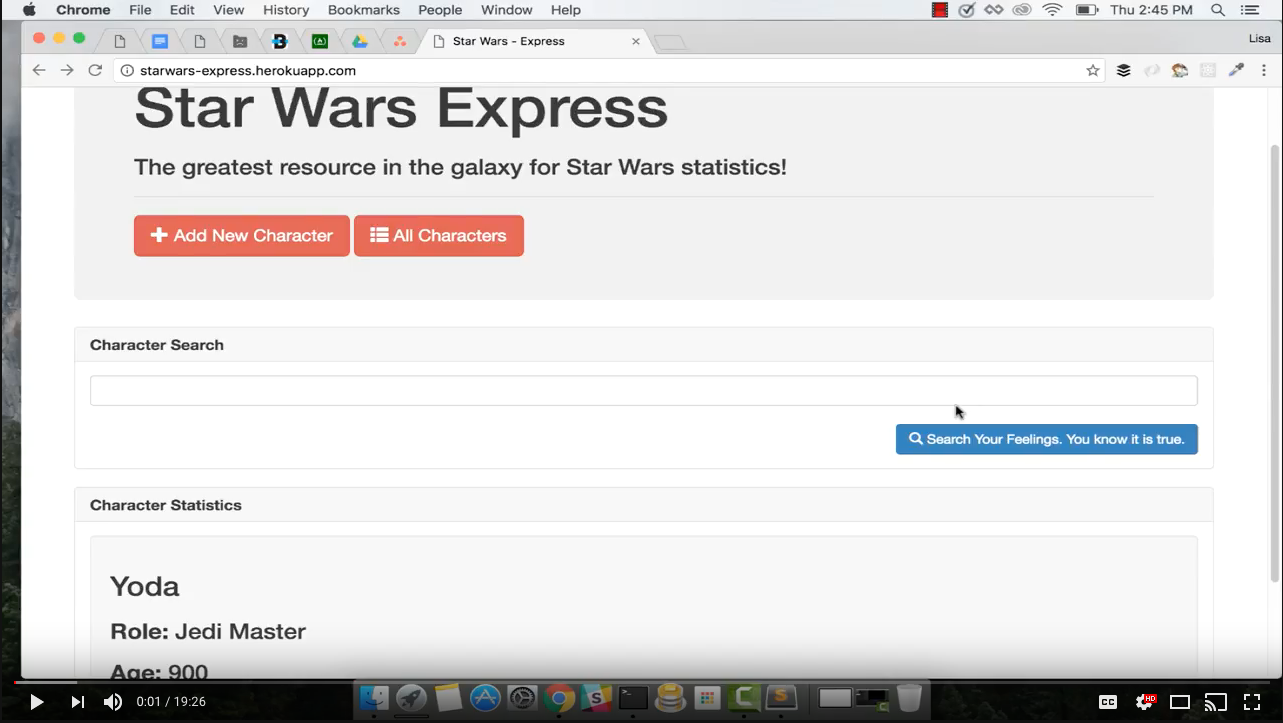 Chrome File Edit View History Bookmarks People Window Help Thu 2:45 PM
Star Wars - Express Lisa
starwars-express.herokuapp.com
Star Wars Express
The greatest resource in the galaxy for Star Wars statistics!
Add New Character All Characters
Character Search
Search Your Feelings. You know it is true.
Character Statistics
Yoda
Role: Jedi Master
Age: 900
0:01 / 19:26 CC HD